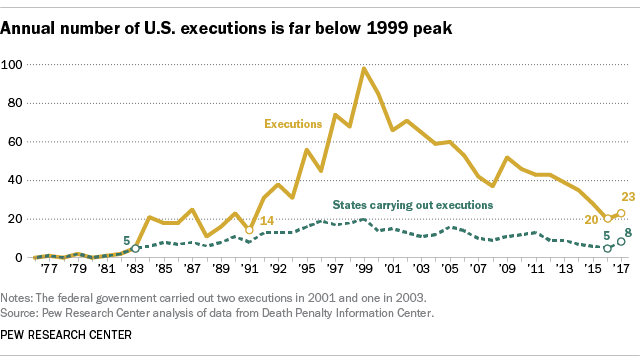 Annual number of U.S. executions is far below 1999 peak
100
80
60
40
20
0
Executions
States carrying out executions
5
14
20
23
5
8
'77 '79 '81 '83 '85 '87 '89 '91 '93 '95 '97 '99 '01 '03 '05 '07 '09 '11 '13 '15 '17
Notes: The federal government carried out two executions in 2001 and one in 2003.
Source: Pew Research Center analysis of data from Death Penalty Information Center.
PEW RESEARCH CENTER